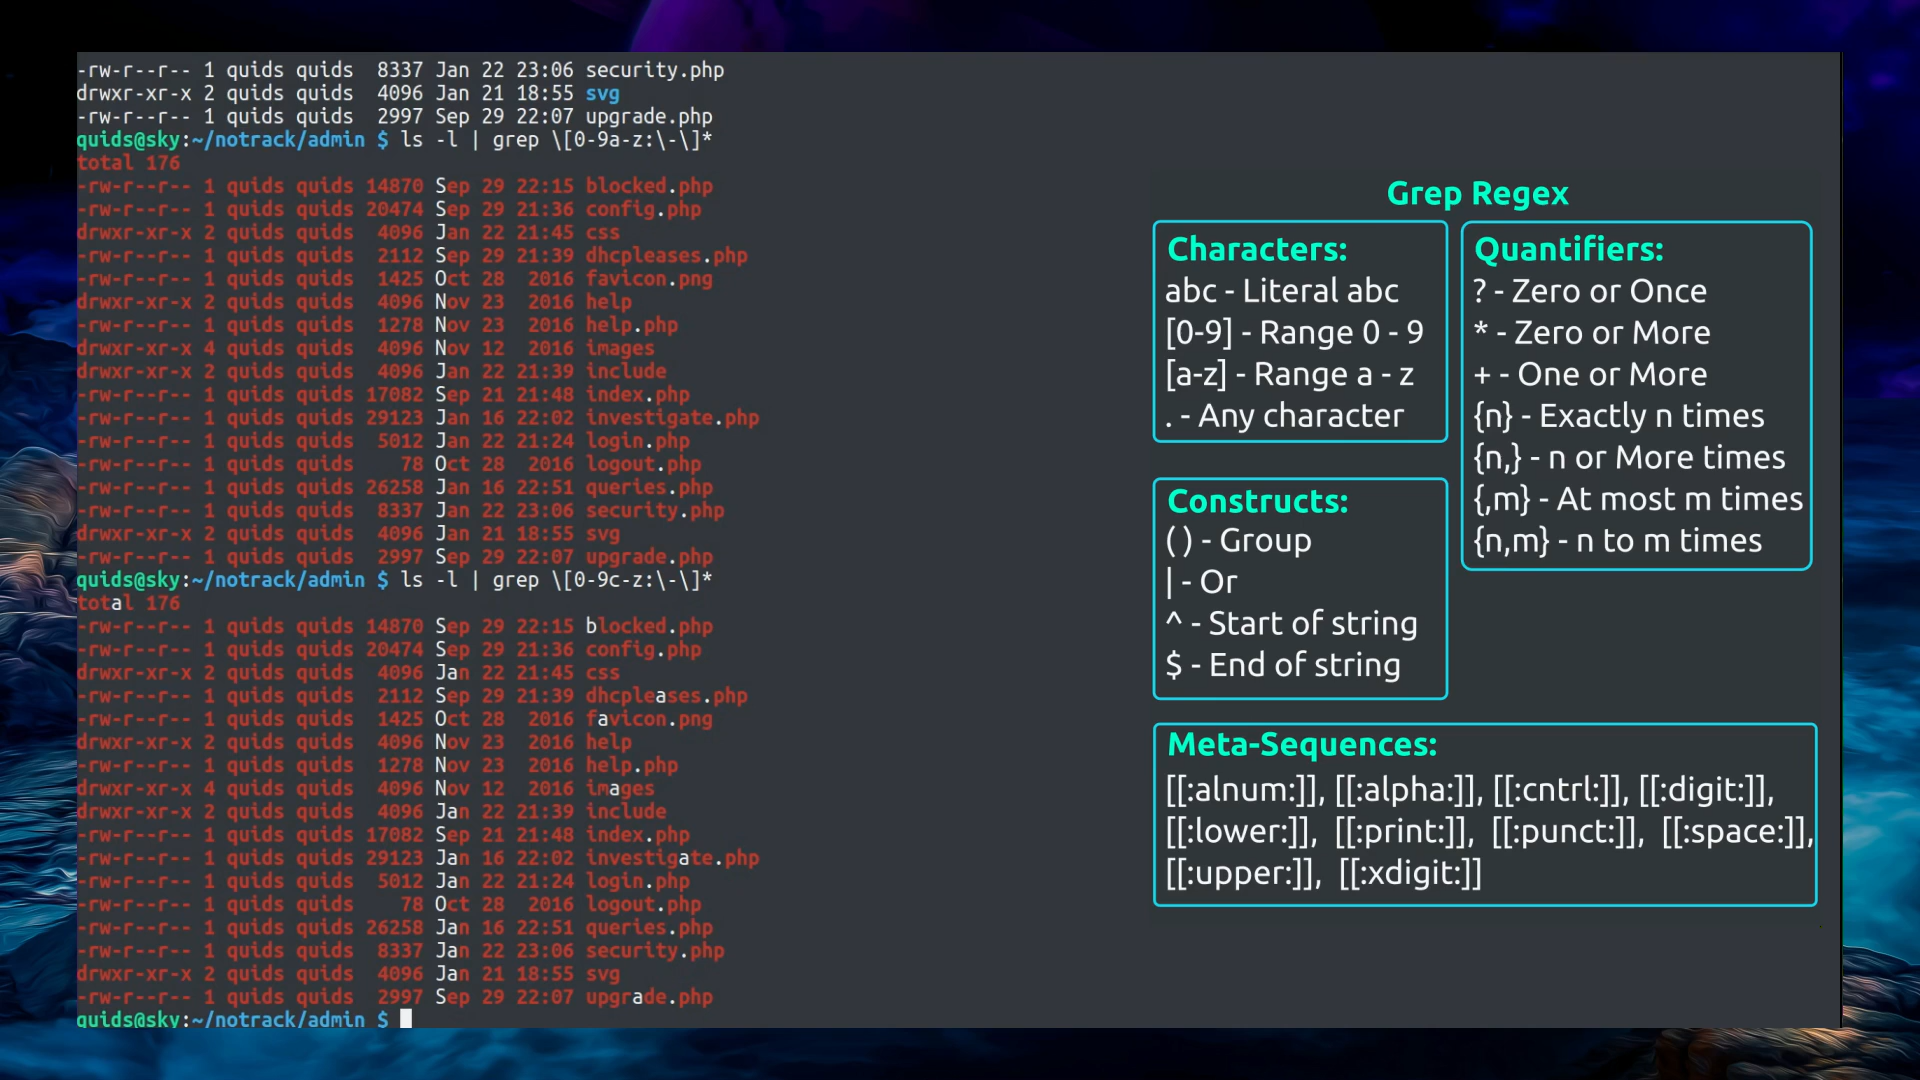 -rw-r--r-- 1 quids quids  8337 Jan 22 23:06 security.php
drwxr-xr-x 2 quids quids  4096 Jan 21 18:55 svg
-rw-r--r-- 1 quids quids  2997 Sep 29 22:07 upgrade.php
quids@sky:~/notrack/admin $ ls -l | grep \[0-9a-z:\-\]*
total 176
-rw-r--r-- 1 quids quids 14870 Sep 29 22:15 blocked.php
-rw-r--r-- 1 quids quids 20474 Sep 29 21:36 config.php
drwxr-xr-x 2 quids quids  4096 Jan 22 21:45 css
-rw-r--r-- 1 quids quids  2112 Sep 29 21:39 dhcpleases.php
-rw-r--r-- 1 quids quids  1425 Oct 28  2016 favicon.png
drwxr-xr-x 2 quids quids  4096 Nov 23  2016 help
-rw-r--r-- 1 quids quids  1278 Nov 23  2016 help.php
drwxr-xr-x 4 quids quids  4096 Nov 12  2016 images
drwxr-xr-x 2 quids quids  4096 Jan 22 21:39 include
-rw-r--r-- 1 quids quids 17082 Sep 21 21:48 index.php
-rw-r--r-- 1 quids quids 29123 Jan 16 22:02 investigate.php
-rw-r--r-- 1 quids quids  5012 Jan 22 21:24 login.php
-rw-r--r-- 1 quids quids    78 Oct 28  2016 logout.php
-rw-r--r-- 1 quids quids 26258 Jan 16 22:51 queries.php
-rw-r--r-- 1 quids quids  8337 Jan 22 23:06 security.php
drwxr-xr-x 2 quids quids  4096 Jan 21 18:55 svg
-rw-r--r-- 1 quids quids  2997 Sep 29 22:07 upgrade.php
quids@sky:~/notrack/admin $ ls -l | grep \[0-9c-z:\-\]*
total 176
-rw-r--r-- 1 quids quids 14870 Sep 29 22:15 blocked.php
-rw-r--r-- 1 quids quids 20474 Sep 29 21:36 config.php
drwxr-xr-x 2 quids quids  4096 Jan 22 21:45 css
-rw-r--r-- 1 quids quids  2112 Sep 29 21:39 dhcpleases.php
-rw-r--r-- 1 quids quids  1425 Oct 28  2016 favicon.png
drwxr-xr-x 2 quids quids  4096 Nov 23  2016 help
-rw-r--r-- 1 quids quids  1278 Nov 23  2016 help.php
drwxr-xr-x 4 quids quids  4096 Nov 12  2016 images
drwxr-xr-x 2 quids quids  4096 Jan 22 21:39 include
-rw-r--r-- 1 quids quids 17082 Sep 21 21:48 index.php
-rw-r--r-- 1 quids quids 29123 Jan 16 22:02 investigate.php
-rw-r--r-- 1 quids quids  5012 Jan 22 21:24 login.php
-rw-r--r-- 1 quids quids    78 Oct 28  2016 logout.php
-rw-r--r-- 1 quids quids 26258 Jan 16 22:51 queries.php
-rw-r--r-- 1 quids quids  8337 Jan 22 23:06 security.php
drwxr-xr-x 2 quids quids  4096 Jan 21 18:55 svg
-rw-r--r-- 1 quids quids  2997 Sep 29 22:07 upgrade.php
quids@sky:~/notrack/admin $
Grep Regex
Characters:
abc - Literal abc
[0-9] - Range 0 - 9
[a-z] - Range a - z
. - Any character
Quantifiers:
? - Zero or Once
* - Zero or More
+ - One or More
{n} - Exactly n times
{n,} - n or More times
{,m} - At most m times
{n,m} - n to m times
Constructs:
( ) - Group
| - Or
^ - Start of string
$ - End of string
Meta-Sequences:
[[:alnum:]], [[:alpha:]], [[:cntrl:]], [[:digit:]],
[[:lower:]], [[:print:]], [[:punct:]], [[:space:]],
[[:upper:]], [[:xdigit:]]